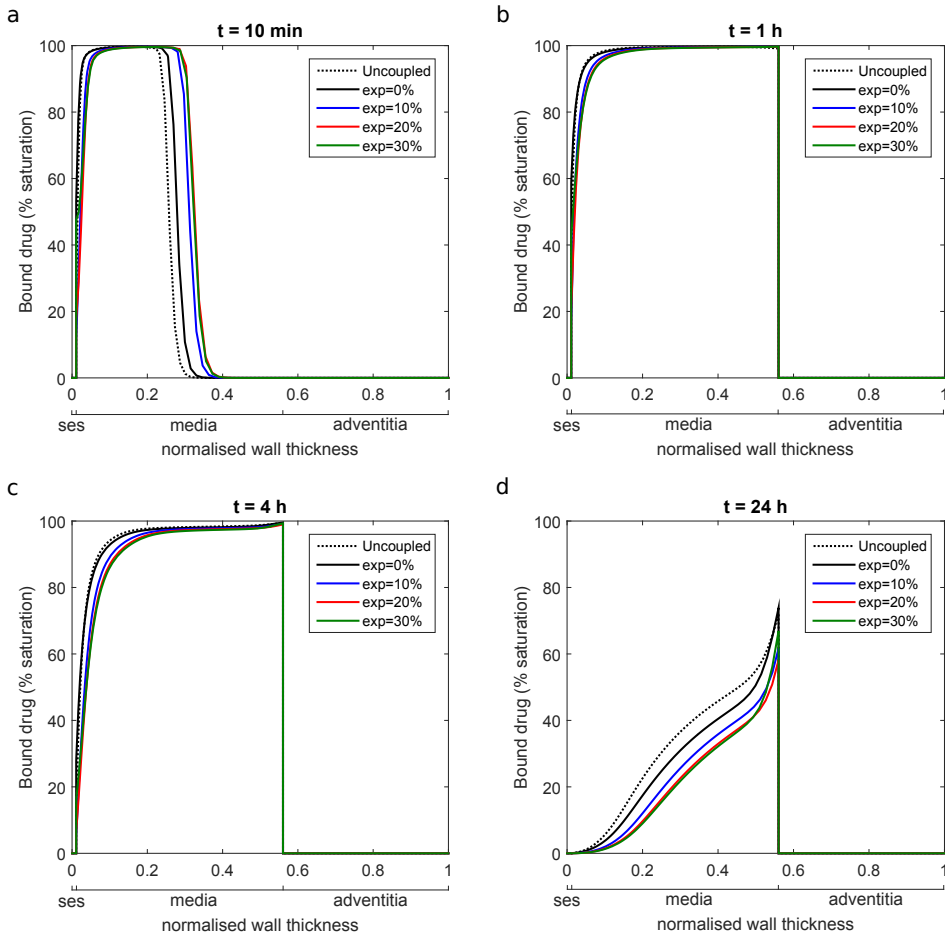 a
t = 10 min
Bound drug (% saturation)
100
80
60
40
20
0
Uncoupled
exp=0%
exp=10%
exp=20%
exp=30%
0 0.2 0.4 0.6 0.8 1
ses media adventitia
normalised wall thickness
b
t = 1 h
Bound drug (% saturation)
100
80
60
40
20
0
Uncoupled
exp=0%
exp=10%
exp=20%
exp=30%
0 0.2 0.4 0.6 0.8 1
ses media adventitia
normalised wall thickness
c
t = 4 h
Bound drug (% saturation)
100
80
60
40
20
0
Uncoupled
exp=0%
exp=10%
exp=20%
exp=30%
0 0.2 0.4 0.6 0.8 1
ses media adventitia
normalised wall thickness
d
t = 24 h
Bound drug (% saturation)
100
80
60
40
20
0
Uncoupled
exp=0%
exp=10%
exp=20%
exp=30%
0 0.2 0.4 0.6 0.8 1
ses media adventitia
normalised wall thickness